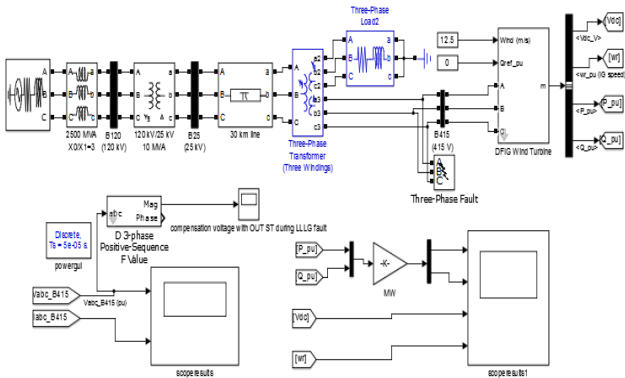 Three-Phase
Load2
A
B
C
A
B
C
A
B
C
a
b
c
A
B
C
a
b
c
A
B
C
a
b
c
A
B
C
a2
b2
c2
b3
c3
A
B
C
a
b
c
12.5
0
Wind (m/s)
Qref_pu
A
B
C
m
[Vdc]
<Vdc_V>
[wr]
<wr_pu (IG speed)
[P_pu]
<P_pu>
[Q_pu]
<Q_pu>
2500 MVA
X0/X1=3
B120
(120 kV)
120 kV/25 kV
10 MVA
B25
(25 kV)
30 km line
Three-Phase
Transformer
(Three Windings)
B415
(415 V)
A
B
C
Three-Phase Fault
DFIG Wind Turbine
abc
Mag
Phase
D 3-phase
Positive-Sequence
F Value
compensation voltage with OUT ST during LLLG fault
Discrete,
Ts = 5e-05 s.
powergui
Vabc_B415
Vabc_B415 (pu)
Iabc_B415
scoperesults
[P_pu]
[Q_pu]
-K-
MW
[Vdc]
[wr]
scoperesults1